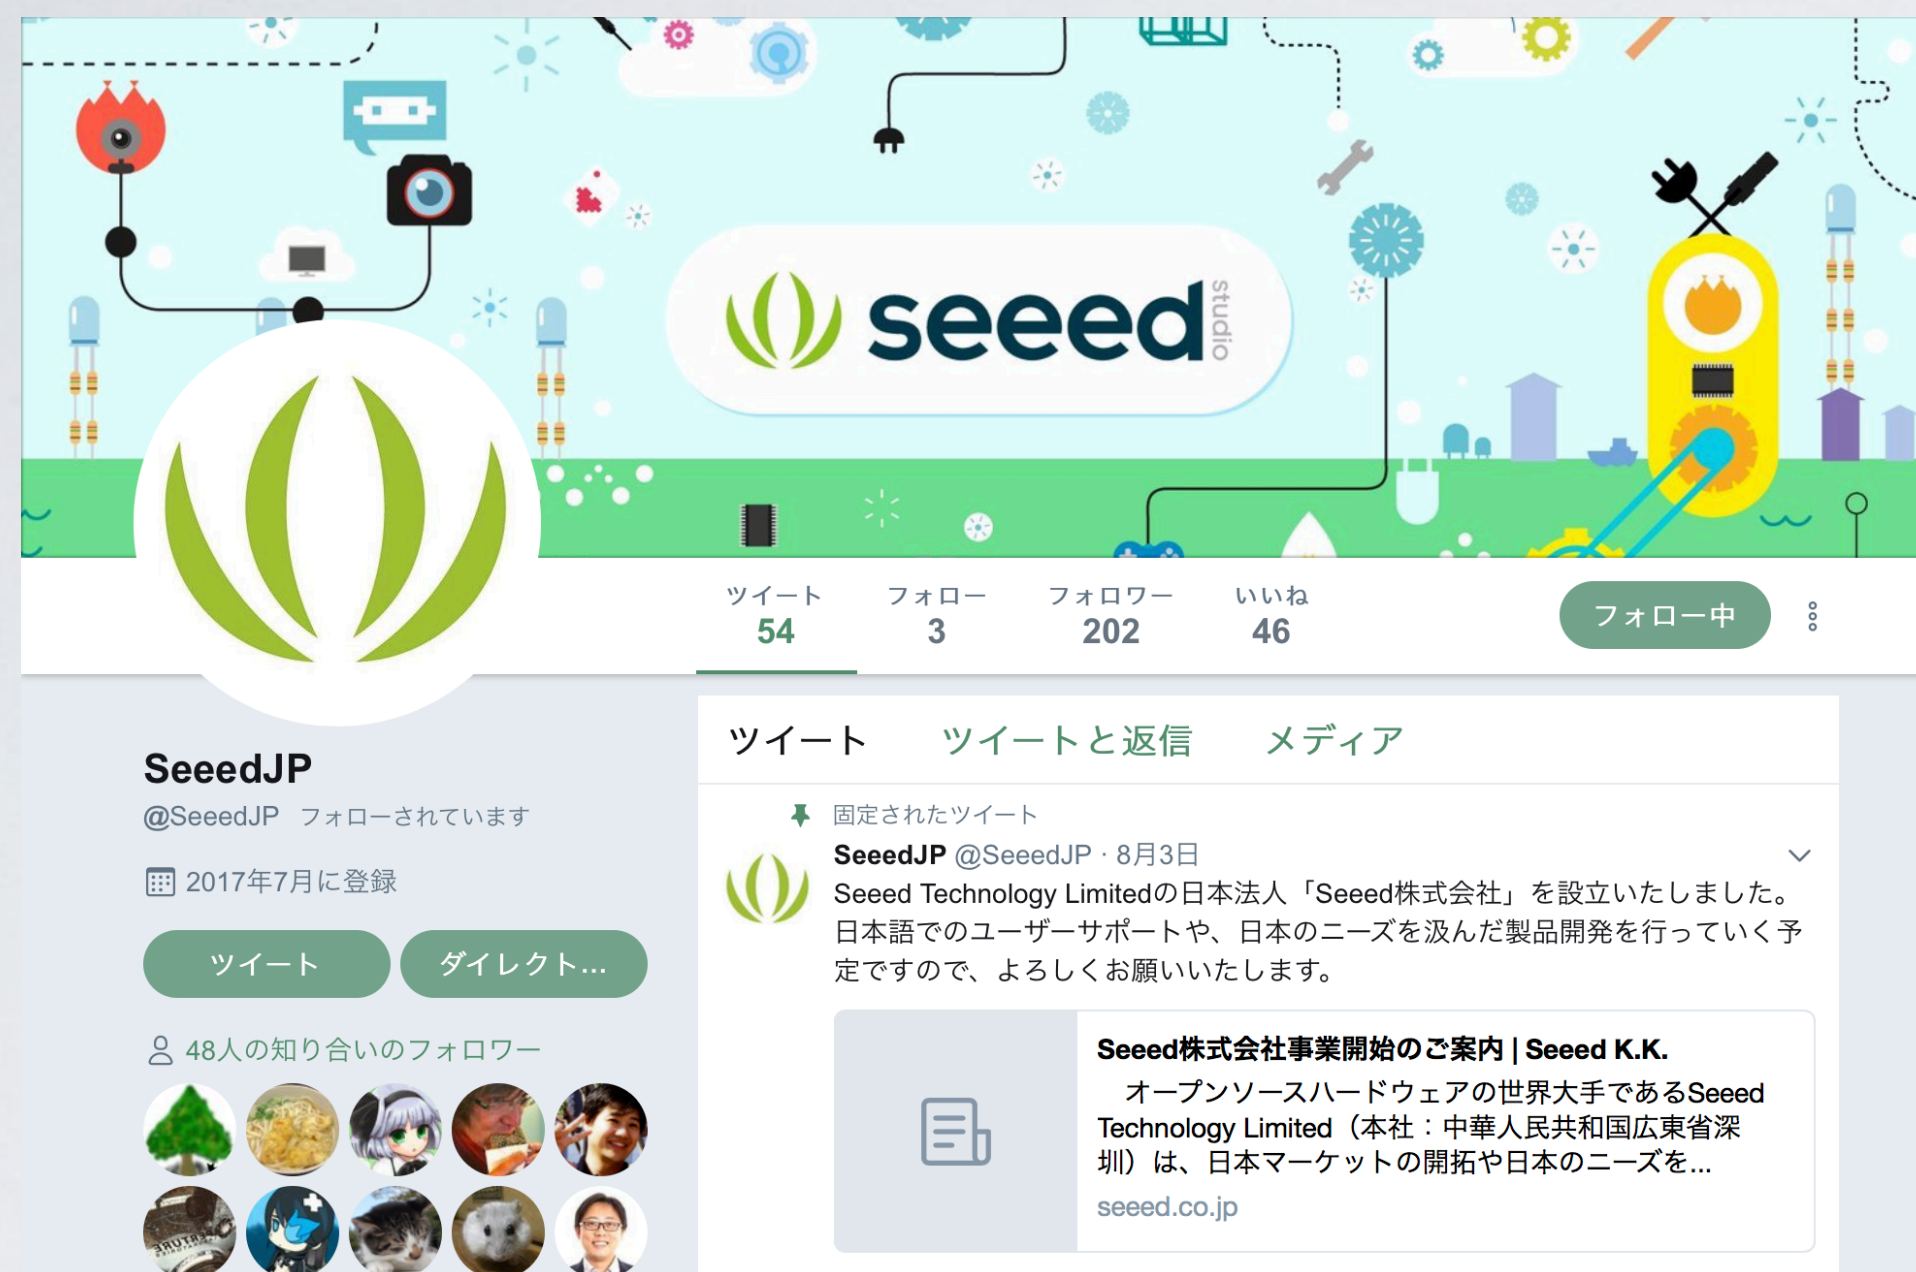 seeed studio
ツイート
54
フォロー
3
フォロワー
202
いいね
46
フォロー中
SeeedJP
@SeeedJP フォローされています
2017年7月に登録
ツイート
ダイレクト...
48人の知り合いのフォロワー
ツイート ツイートと返信 メディア
固定されたツイート
SeeedJP @SeeedJP · 8月3日
Seeed Technology Limitedの日本法人「Seeed株式会社」を設立いたしました。
日本語でのユーザーサポートや、日本のニーズを汲んだ製品開発を行っていく予
定ですので、よろしくお願いいたします。
Seeed株式会社事業開始のご案内 | Seeed K.K.
オープンソースハードウェアの世界大手であるSeeed
Technology Limited（本社：中華人民共和国広東省深
圳）は、日本マーケットの開拓や日本のニーズを...
seeed.co.jp